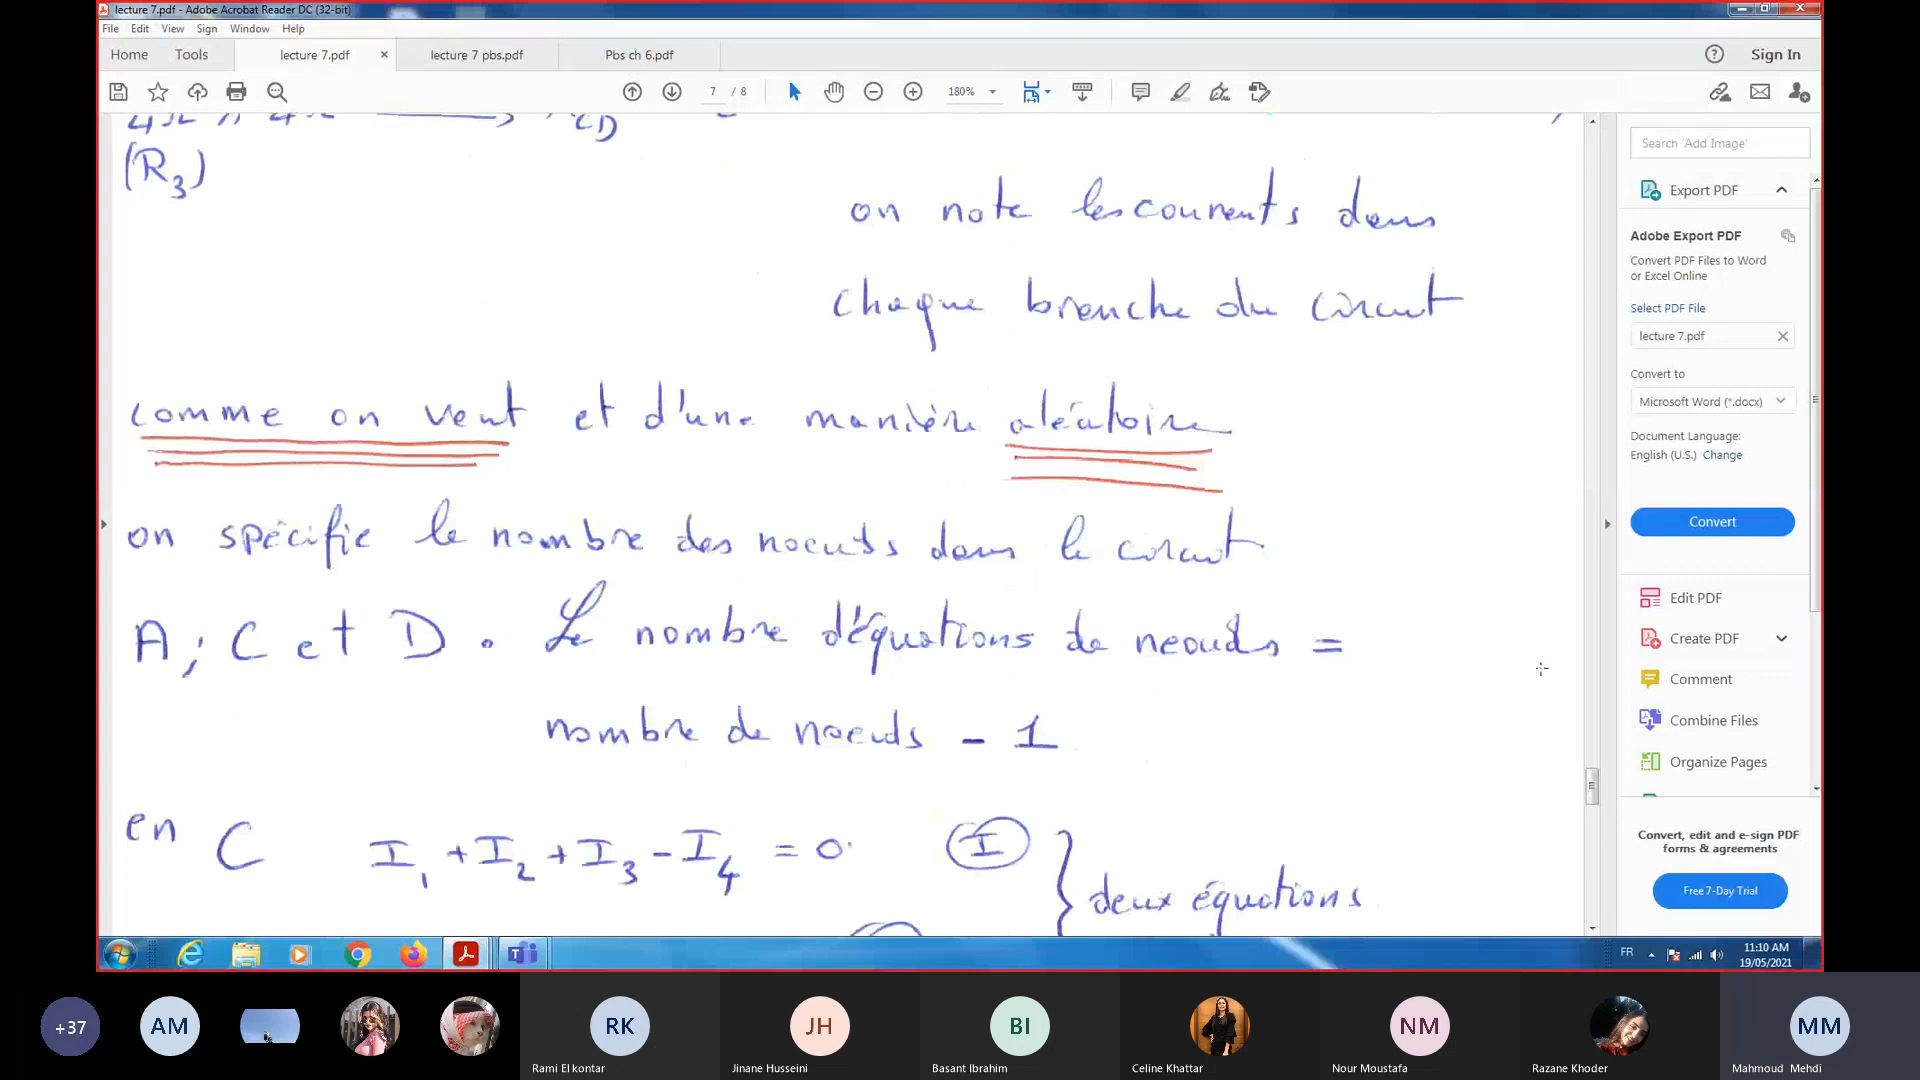 lecture 7.pdf - Adobe Acrobat Reader DC (32-bit)
File Edit View Sign Window Help
Home Tools lecture 7.pdf × lecture 7 pbs.pdf Pbs ch 6.pdf Sign In
7 / 8 180%
(R3)
on note les courents dans
chaque branche du circuit
comme on veut et d'une manière aléatoire
on spécifie le nombre des noeuds dans le circuit
A; C et D. Le nombre d'équations de neouds =
nombre de noeuds - 1
en C I1 + I2 + I3 - I4 = 0 I
deux équations
Search 'Add Image'
Export PDF
Adobe Export PDF
Convert PDF Files to Word
or Excel Online
Select PDF File
lecture 7.pdf
Convert to
Microsoft Word (*.docx)
Document Language:
English (U.S.) Change
Convert
Edit PDF
Create PDF
Comment
Combine Files
Organize Pages
Convert, edit and e-sign PDF
forms & agreements
Free 7-Day Trial
FR 11:10 AM
19/05/2021
+37 AM RK JH BI NM MM
Rami El kontar Jinane Husseini Basant Ibrahim Celine Khattar Nour Moustafa Razane Khoder Mahmoud Mehdi